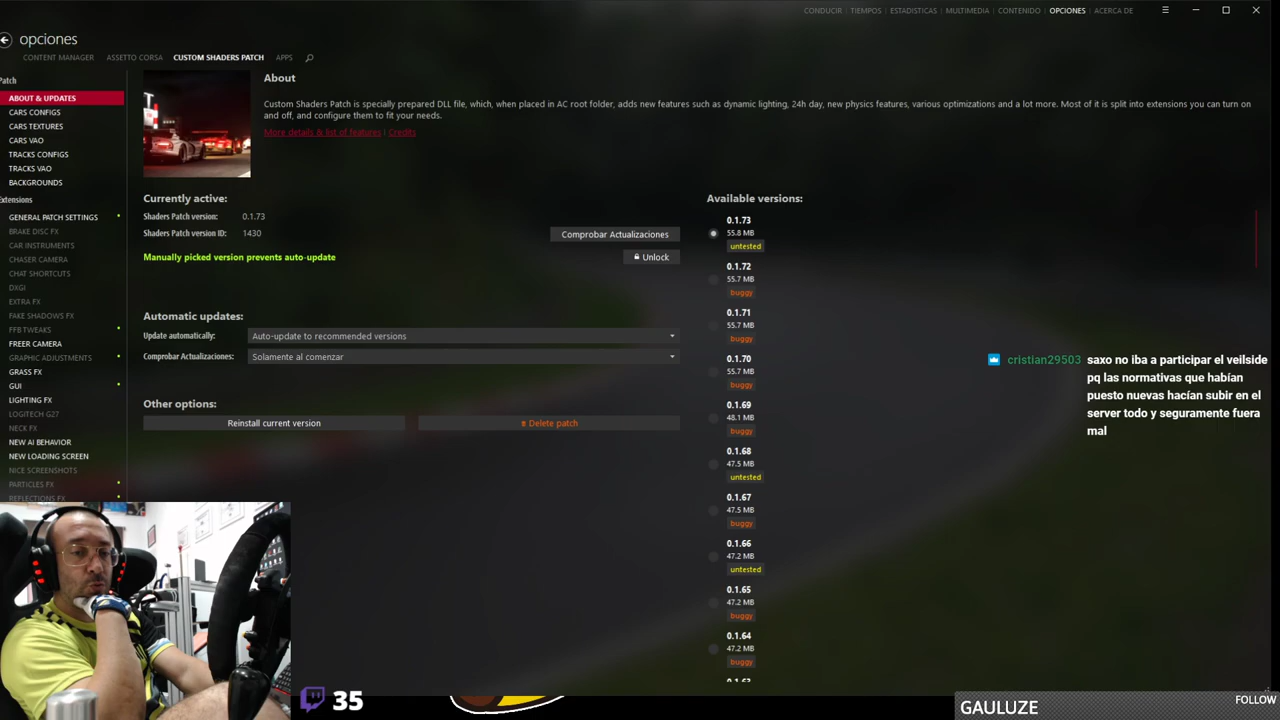 CONDUCIR | TIEMPOS | ESTADISTICAS | MULTIMEDIA | CONTENIDO | OPCIONES | ACERCA DE
opciones
CONTENT MANAGER
ASSETTO CORSA
CUSTOM SHADERS PATCH
APPS
Patch
ABOUT & UPDATES
CARS CONFIGS
CARS TEXTURES
CARS VAO
TRACKS CONFIGS
TRACKS VAO
BACKGROUNDS
Extensions
GENERAL PATCH SETTINGS
BRAKE DISC FX
CAR INSTRUMENTS
CHASER CAMERA
CHAT SHORTCUTS
DXGI
EXTRA FX
FAKE SHADOWS FX
FFB TWEAKS
FREER CAMERA
GRAPHIC ADJUSTMENTS
GRASS FX
GUI
LIGHTING FX
LOGITECH G27
NECK FX
NEW AI BEHAVIOR
NEW LOADING SCREEN
NICE SCREENSHOTS
PARTICLES FX
REFLECTIONS FX
About
Custom Shaders Patch is specially prepared DLL file, which, when placed in AC root folder, adds new features such as dynamic lighting, 24h day, new physics features, various optimizations and a lot more. Most of it is split into extensions you can turn on
and off, and configure them to fit your needs.
More details & list of features | Credits
Currently active:
Shaders Patch version: 0.1.73
Shaders Patch version ID: 1430
Comprobar Actualizaciones
Manually picked version prevents auto-update
Unlock
Automatic updates:
Update automatically: Auto-update to recommended versions
Comprobar Actualizaciones: Solamente al comenzar
Other options:
Reinstall current version
Delete patch
Available versions:
0.1.73
55.8 MB
untested
0.1.72
55.7 MB
buggy
0.1.71
55.7 MB
buggy
0.1.70
55.7 MB
buggy
0.1.69
48.1 MB
buggy
0.1.68
47.5 MB
untested
0.1.67
47.5 MB
buggy
0.1.66
47.2 MB
untested
0.1.65
47.2 MB
buggy
0.1.64
47.2 MB
buggy
cristian29503 saxo no iba a participar el veilside
pq las normativas que habían
puesto nuevas hacían subir en el
server todo y seguramente fuera
mal
35
GAULUZE
FOLLOW